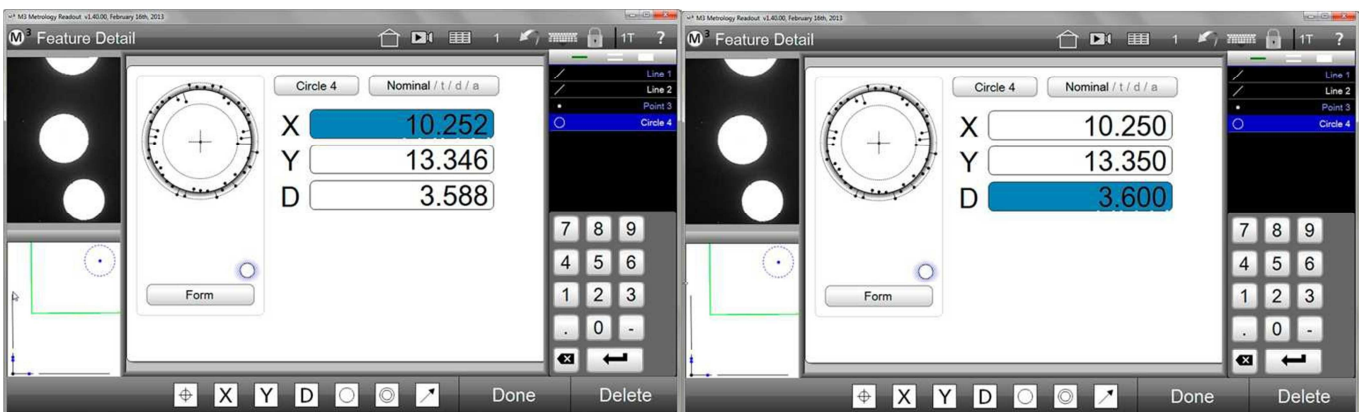 M3 Metrology Readout v1.40.00, February 16th, 2013
M3 Feature Detail
1
1T
?
Circle 4
Nominal / t / d / a
X 10.252
Y 13.346
D 3.588
Form
Line 1
Line 2
Point 3
Circle 4
7 8 9
4 5 6
1 2 3
. 0 -
X Y D
Done
Delete
M3 Metrology Readout v1.40.00, February 16th, 2013
M3 Feature Detail
1
1T
?
Circle 4
Nominal / t / d / a
X 10.250
Y 13.350
D 3.600
Form
Line 1
Line 2
Point 3
Circle 4
7 8 9
4 5 6
1 2 3
. 0 -
X Y D
Done
Delete